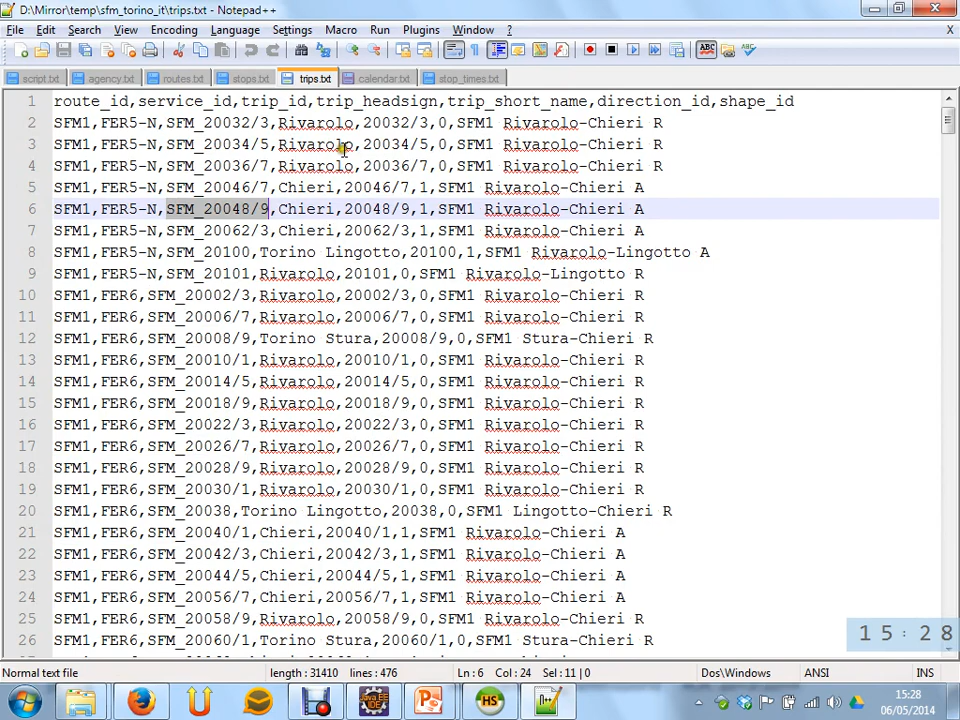 D:\Mirror\temp\sfm_torino_it\trips.txt - Notepad++
File Edit Search View Encoding Language Settings Macro Run Plugins Window ? X
script.txt agency.txt routes.txt stops.txt trips.txt calendar.txt stop_times.txt
1 route_id,service_id,trip_id,trip_headsign,trip_short_name,direction_id,shape_id
2 SFM1,FER5-N,SFM_20032/3,Rivarolo,20032/3,0,SFM1 Rivarolo-Chieri R
3 SFM1,FER5-N,SFM_20034/5,Rivarolo,20034/5,0,SFM1 Rivarolo-Chieri R
4 SFM1,FER5-N,SFM_20036/7,Rivarolo,20036/7,0,SFM1 Rivarolo-Chieri R
5 SFM1,FER5-N,SFM_20046/7,Chieri,20046/7,1,SFM1 Rivarolo-Chieri A
6 SFM1,FER5-N,SFM_20048/9,Chieri,20048/9,1,SFM1 Rivarolo-Chieri A
7 SFM1,FER5-N,SFM_20062/3,Chieri,20062/3,1,SFM1 Rivarolo-Chieri A
8 SFM1,FER5-N,SFM_20100,Torino Lingotto,20100,1,SFM1 Rivarolo-Lingotto A
9 SFM1,FER5-N,SFM_20101,Rivarolo,20101,0,SFM1 Rivarolo-Lingotto R
10 SFM1,FER6,SFM_20002/3,Rivarolo,20002/3,0,SFM1 Rivarolo-Chieri R
11 SFM1,FER6,SFM_20006/7,Rivarolo,20006/7,0,SFM1 Rivarolo-Chieri R
12 SFM1,FER6,SFM_20008/9,Torino Stura,20008/9,0,SFM1 Stura-Chieri R
13 SFM1,FER6,SFM_20010/1,Rivarolo,20010/1,0,SFM1 Rivarolo-Chieri R
14 SFM1,FER6,SFM_20014/5,Rivarolo,20014/5,0,SFM1 Rivarolo-Chieri R
15 SFM1,FER6,SFM_20018/9,Rivarolo,20018/9,0,SFM1 Rivarolo-Chieri R
16 SFM1,FER6,SFM_20022/3,Rivarolo,20022/3,0,SFM1 Rivarolo-Chieri R
17 SFM1,FER6,SFM_20026/7,Rivarolo,20026/7,0,SFM1 Rivarolo-Chieri R
18 SFM1,FER6,SFM_20028/9,Rivarolo,20028/9,0,SFM1 Rivarolo-Chieri R
19 SFM1,FER6,SFM_20030/1,Rivarolo,20030/1,0,SFM1 Rivarolo-Chieri R
20 SFM1,FER6,SFM_20038,Torino Lingotto,20038,0,SFM1 Lingotto-Chieri R
21 SFM1,FER6,SFM_20040/1,Chieri,20040/1,1,SFM1 Rivarolo-Chieri A
22 SFM1,FER6,SFM_20042/3,Chieri,20042/3,1,SFM1 Rivarolo-Chieri A
23 SFM1,FER6,SFM_20044/5,Chieri,20044/5,1,SFM1 Rivarolo-Chieri A
24 SFM1,FER6,SFM_20056/7,Chieri,20056/7,1,SFM1 Rivarolo-Chieri A
25 SFM1,FER6,SFM_20058/9,Rivarolo,20058/9,0,SFM1 Rivarolo-Chieri R
26 SFM1,FER6,SFM_20060/1,Torino Stura,20060/1,0,SFM1 Stura-Chieri R
15:28
Normal text file length : 31410 lines : 476 Ln : 6 Col : 24 Sel : 11 | 0 Dos\Windows ANSI INS
15:28
06/05/2014